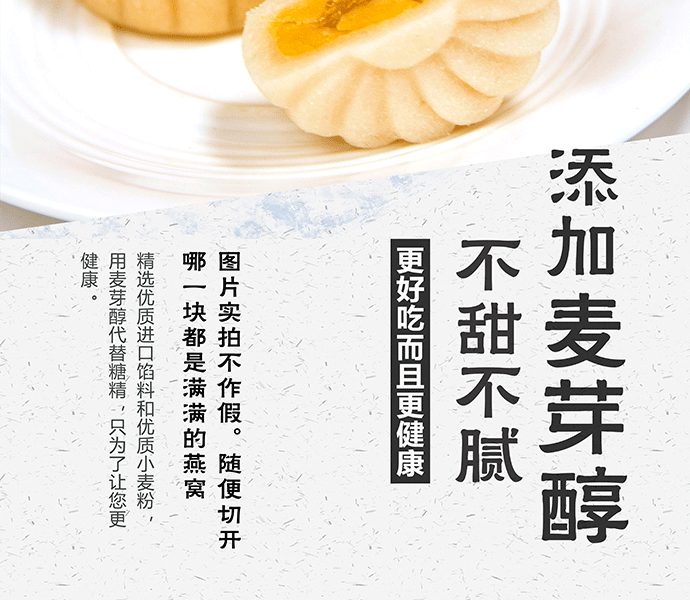 添加麦芽醇
不甜不腻
更好吃而且更健康
图片实拍不作假。随便切开
哪一块都是满满的燕窝
精选优质进口馅料和优质小麦粉，
用麦芽醇代替糖精，只为了让您更
健康。